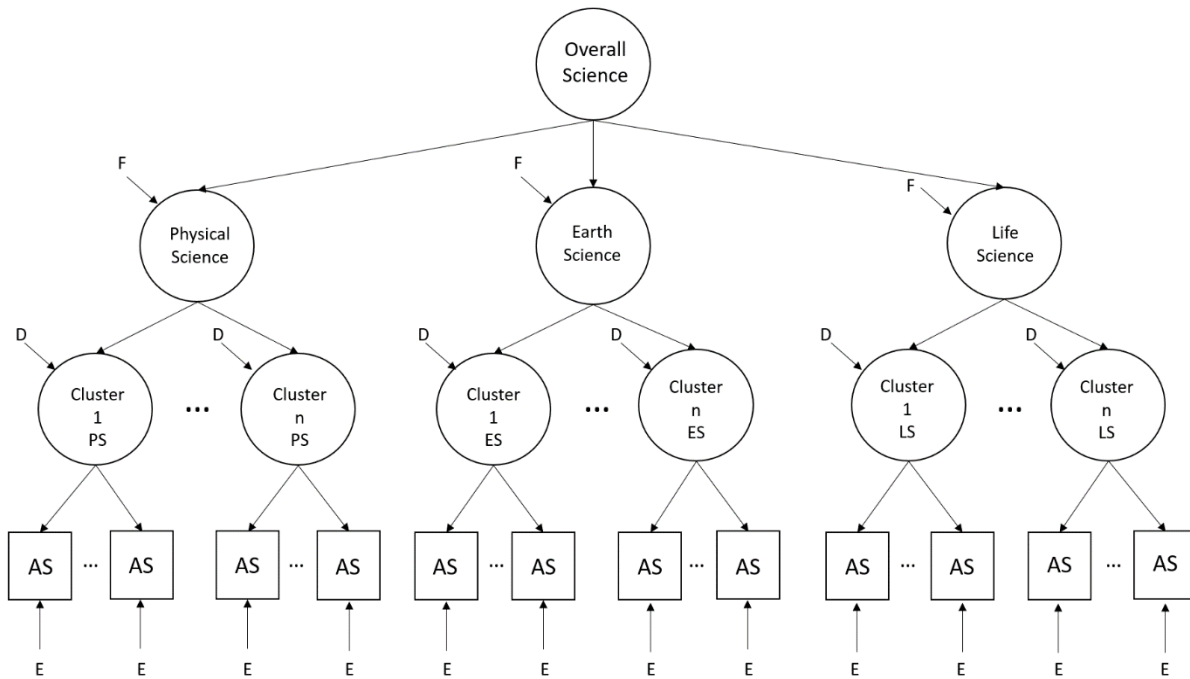 Overall
Science
F
F
F
Physical
Science
Earth
Science
Life
Science
D
D
D
D
D
D
Cluster
1
PS
...
Cluster
n
PS
Cluster
1
ES
...
Cluster
n
ES
Cluster
1
LS
...
Cluster
n
LS
AS ... AS AS ... AS AS ... AS AS ... AS AS ... AS AS ... AS
E E E E E E E E E E E E